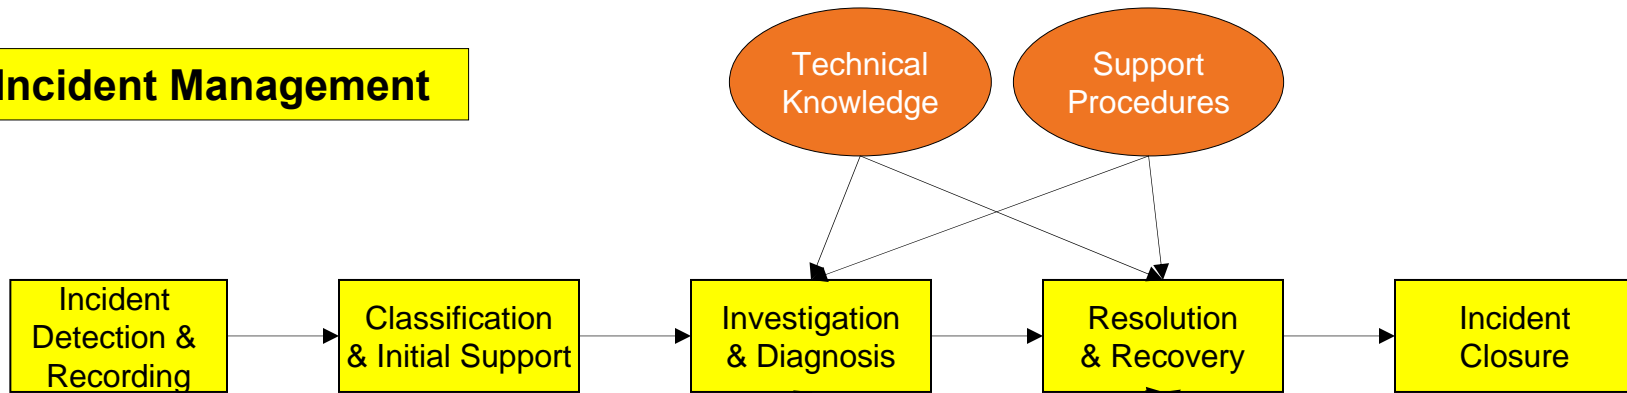 Incident Management
Technical
Knowledge
Support
Procedures
Incident
Detection &
Recording
Classification
& Initial Support
Investigation
& Diagnosis
Resolution
& Recovery
Incident
Closure